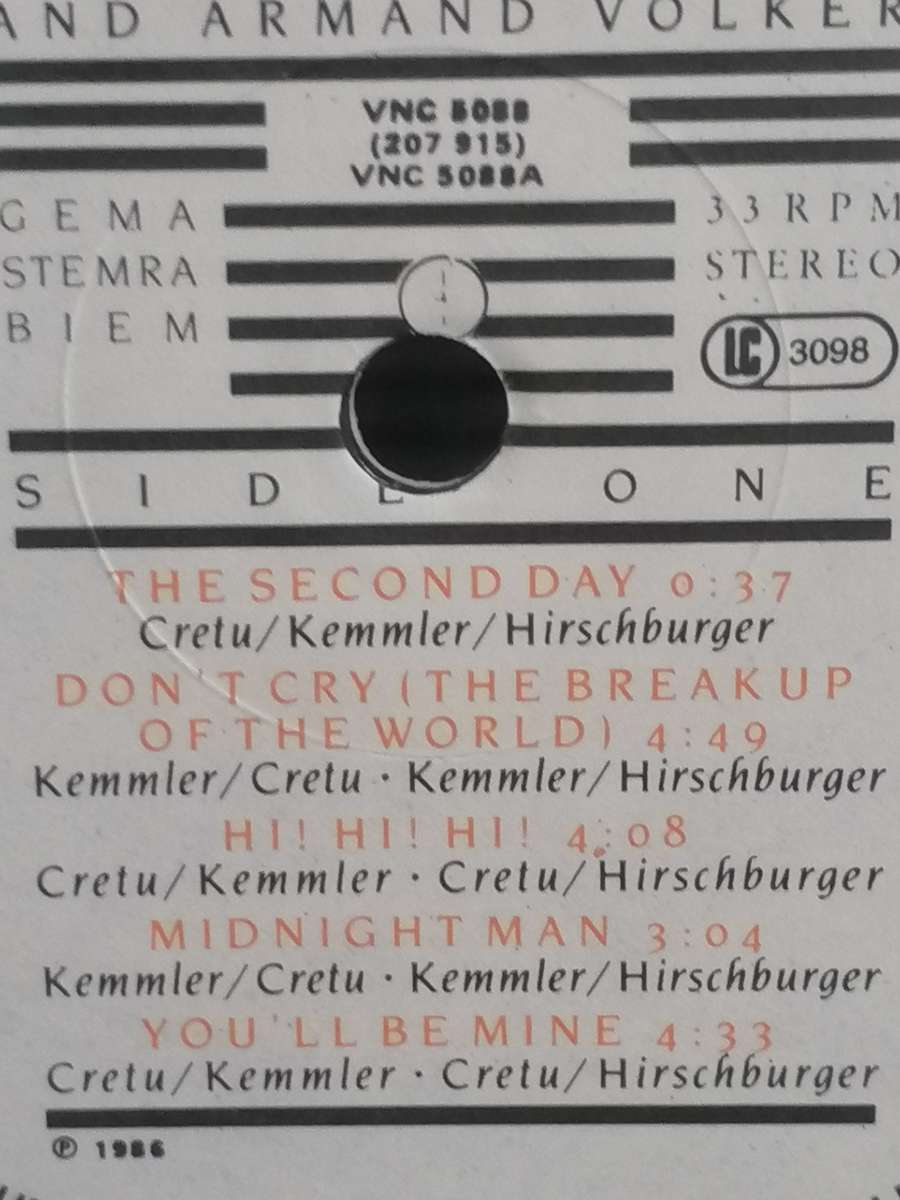 AND ARMAND VOLKER
VNC 5088
(207 915)
VNC 5088A
GEMA
STEMRA
BIEM
33 RPM
STEREO
LC 3098
SIDE ONE
THE SECOND DAY 0:37
Cretu/Kemmler/Hirschburger
DON'T CRY (THE BREAKUP
OF THE WORLD) 4:49
Kemmler/Cretu · Kemmler/Hirschburger
HI! HI! HI! 4:08
Cretu/Kemmler · Cretu/Hirschburger
MIDNIGHT MAN 3:04
Kemmler/Cretu · Kemmler/Hirschburger
YOU'LL BE MINE 4:33
Cretu/Kemmler · Cretu/Hirschburger
℗ 1986